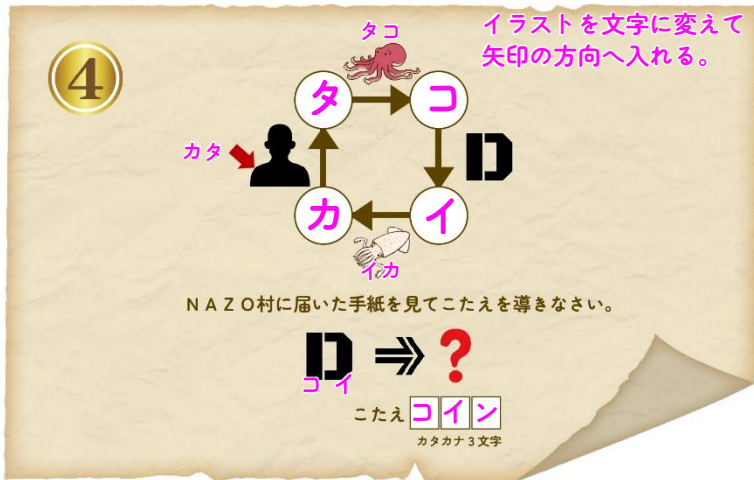 イラストを文字に変えて
矢印の方向へ入れる。
4
タコ
タ
コ
カタ
D
カ
イ
イカ
NAZO村に届いた手紙を見てこたえを導きなさい。
D ⇒ ?
コ イ
こたえ コイン
カタカナ3文字